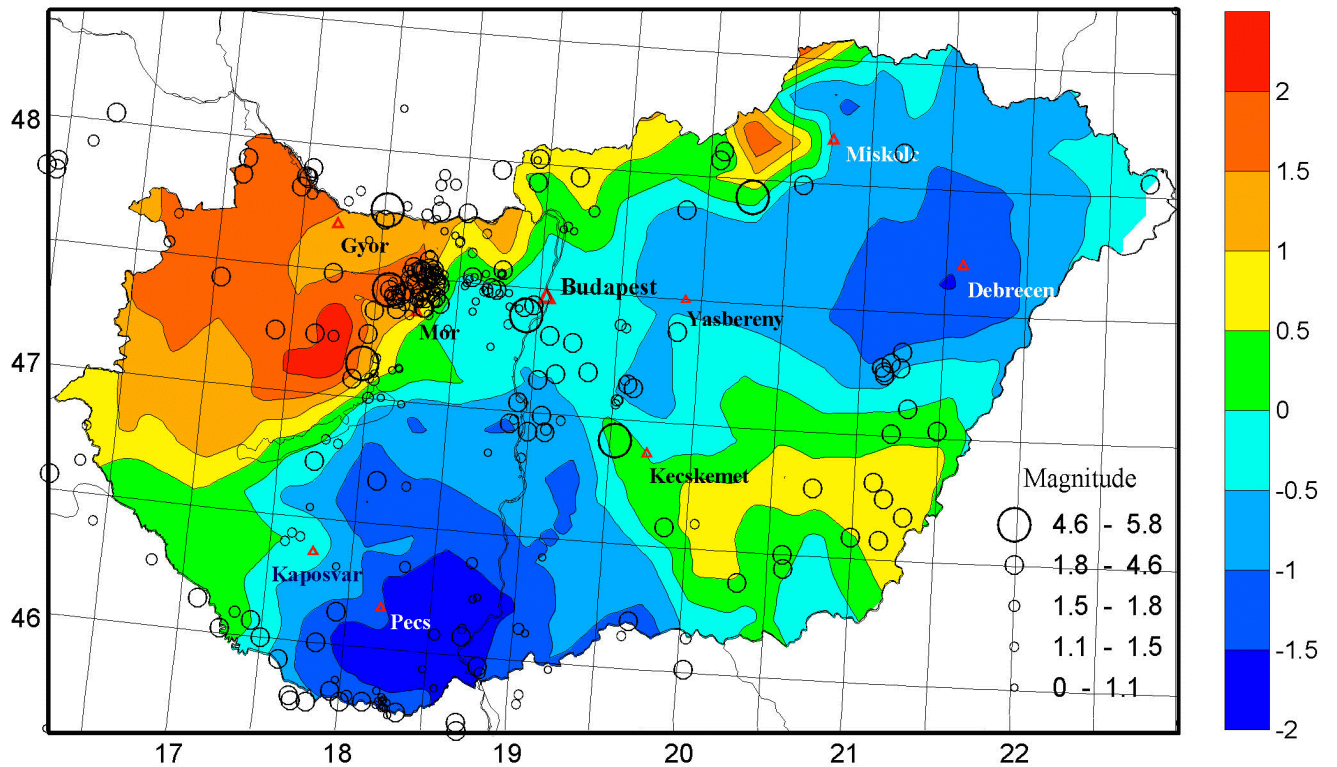 48
47
46
17
18
19
20
21
22
Gyor
Mor
Budapest
Yasbereny
Miskolc
Debrecen
Kecskemet
Kaposvar
Pecs
Magnitude
4.6 - 5.8
1.8 - 4.6
1.5 - 1.8
1.1 - 1.5
0 - 1.1
2
1.5
1
0.5
0
-0.5
-1
-1.5
-2